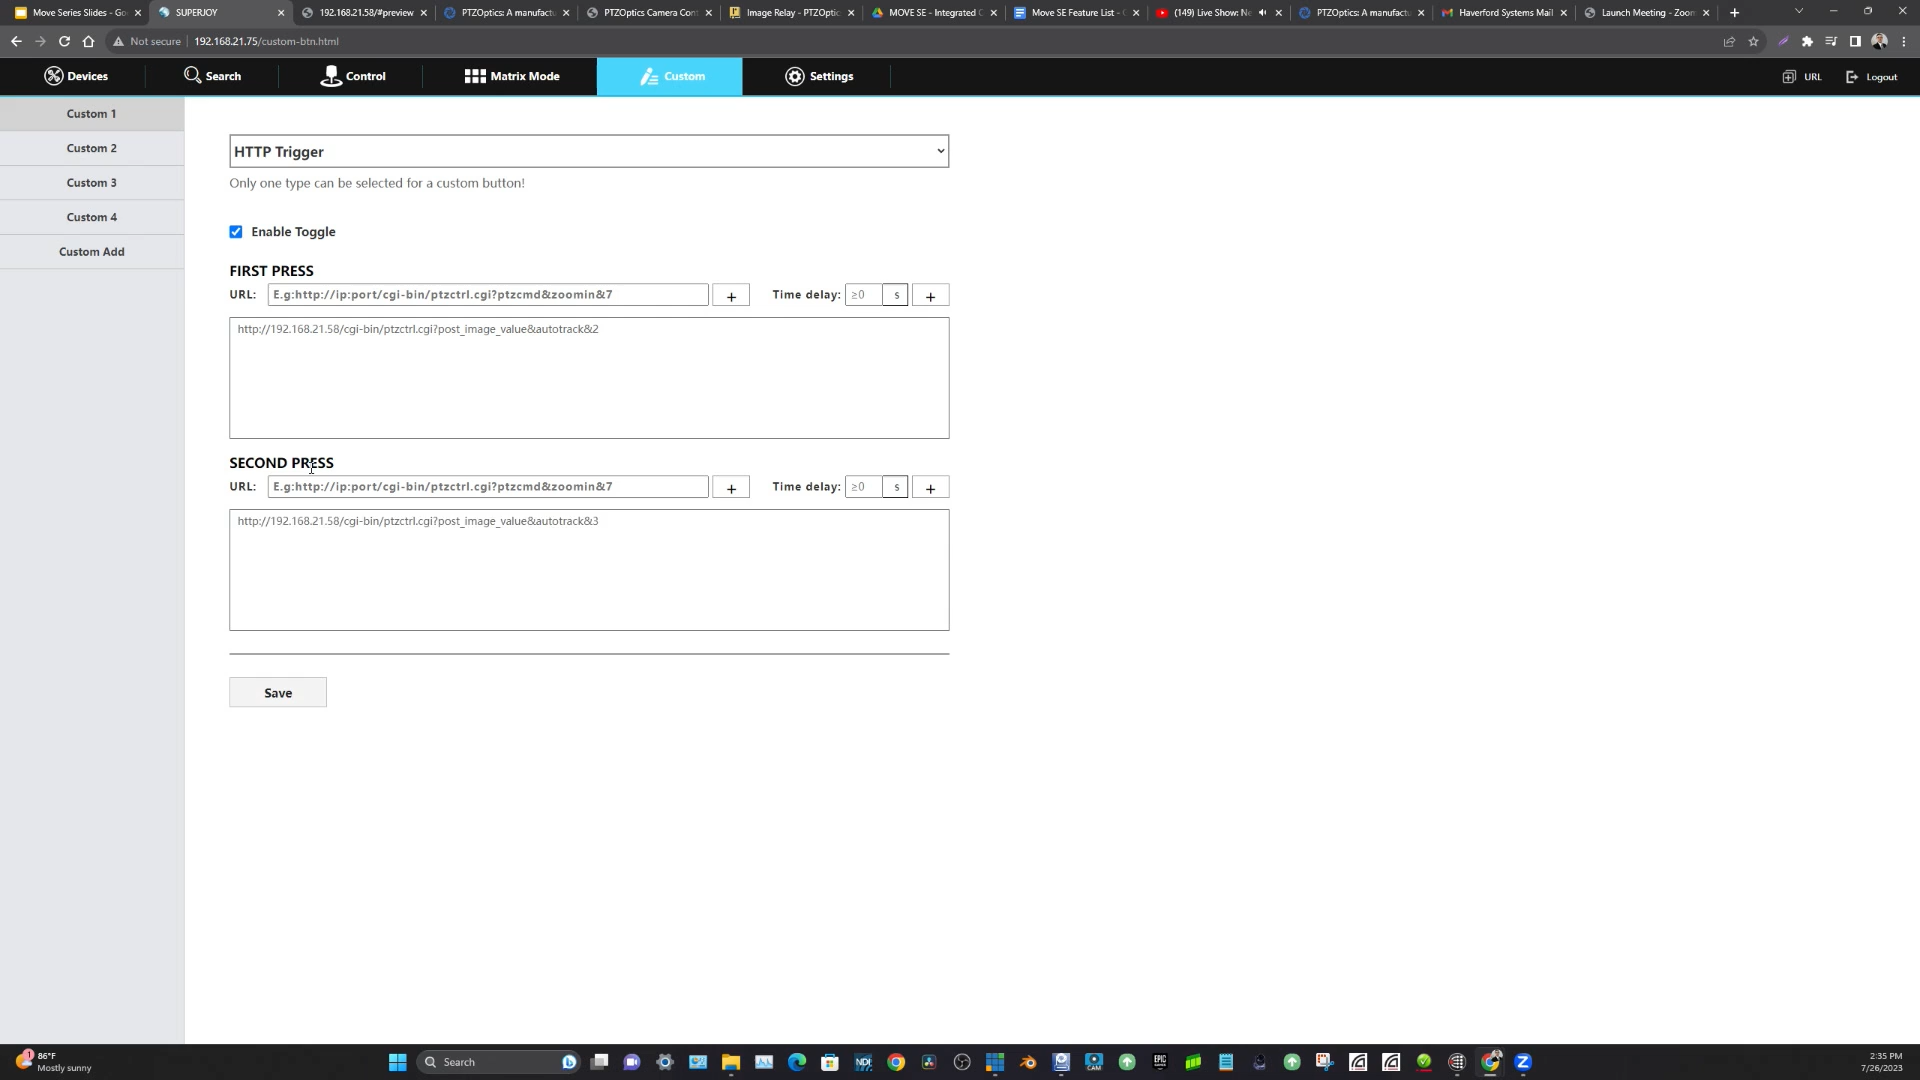 Move Series Slides - Go
SUPERJOY
192.168.21.58/#preview
PTZOptics: A manufactu
PTZOptics Camera Con
Image Relay - PTZOptic
MOVE SE - Integrated C
Move SE Feature List - G
(149) Live Show: Ne
PTZOptics: A manufactu
Haverford Systems Mail
Launch Meeting - Zoom
Not secure
192.168.21.75/custom-btn.html
Devices
Search
Control
Matrix Mode
Custom
Settings
URL
Logout
Custom 1
Custom 2
Custom 3
Custom 4
Custom Add
HTTP Trigger
Only one type can be selected for a custom button!
Enable Toggle
FIRST PRESS
URL: E.g:http://ip:port/cgi-bin/ptzctrl.cgi?ptzcmd&zoomin&7 + Time delay: ≥0 s +
http://192.168.21.58/cgi-bin/ptzctrl.cgi?post_image_value&autotrack&2
SECOND PRESS
URL: E.g:http://ip:port/cgi-bin/ptzctrl.cgi?ptzcmd&zoomin&7 + Time delay: ≥0 s +
http://192.168.21.58/cgi-bin/ptzctrl.cgi?post_image_value&autotrack&3
Save
1
86°F
Mostly sunny
Search
NDI
CAM
EPIC
2:35 PM
7/26/2023